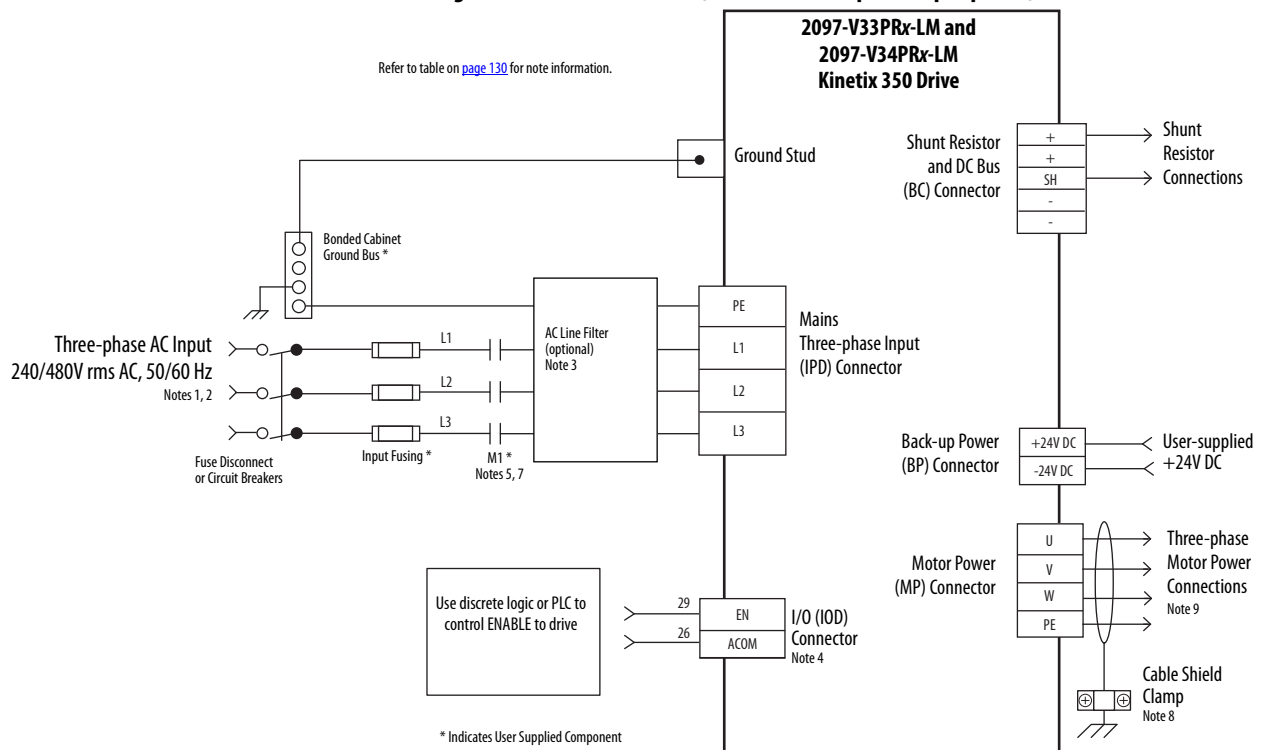 2097-V33PRx-LM and
2097-V34PRx-LM
Kinetix 350 Drive
Refer to table on page 130 for note information.
Ground Stud
Shunt Resistor
and DC Bus
(BC) Connector
+
+
SH
-
-
Shunt
Resistor
Connections
Bonded Cabinet
Ground Bus *
Three-phase AC Input
240/480V rms AC, 50/60 Hz
Notes 1, 2
L1
L2
L3
Fuse Disconnect
or Circuit Breakers
Input Fusing *
M1 *
Notes 5, 7
AC Line Filter
(optional)
Note 3
PE
L1
L2
L3
Mains
Three-phase Input
(IPD) Connector
Back-up Power
(BP) Connector
+24V DC
-24V DC
User-supplied
+24V DC
Motor Power
(MP) Connector
U
V
W
PE
Three-phase
Motor Power
Connections
Note 9
Use discrete logic or PLC to
control ENABLE to drive
29
26
EN
ACOM
I/O (IOD)
Connector
Note 4
Cable Shield
Clamp
Note 8
* Indicates User Supplied Component